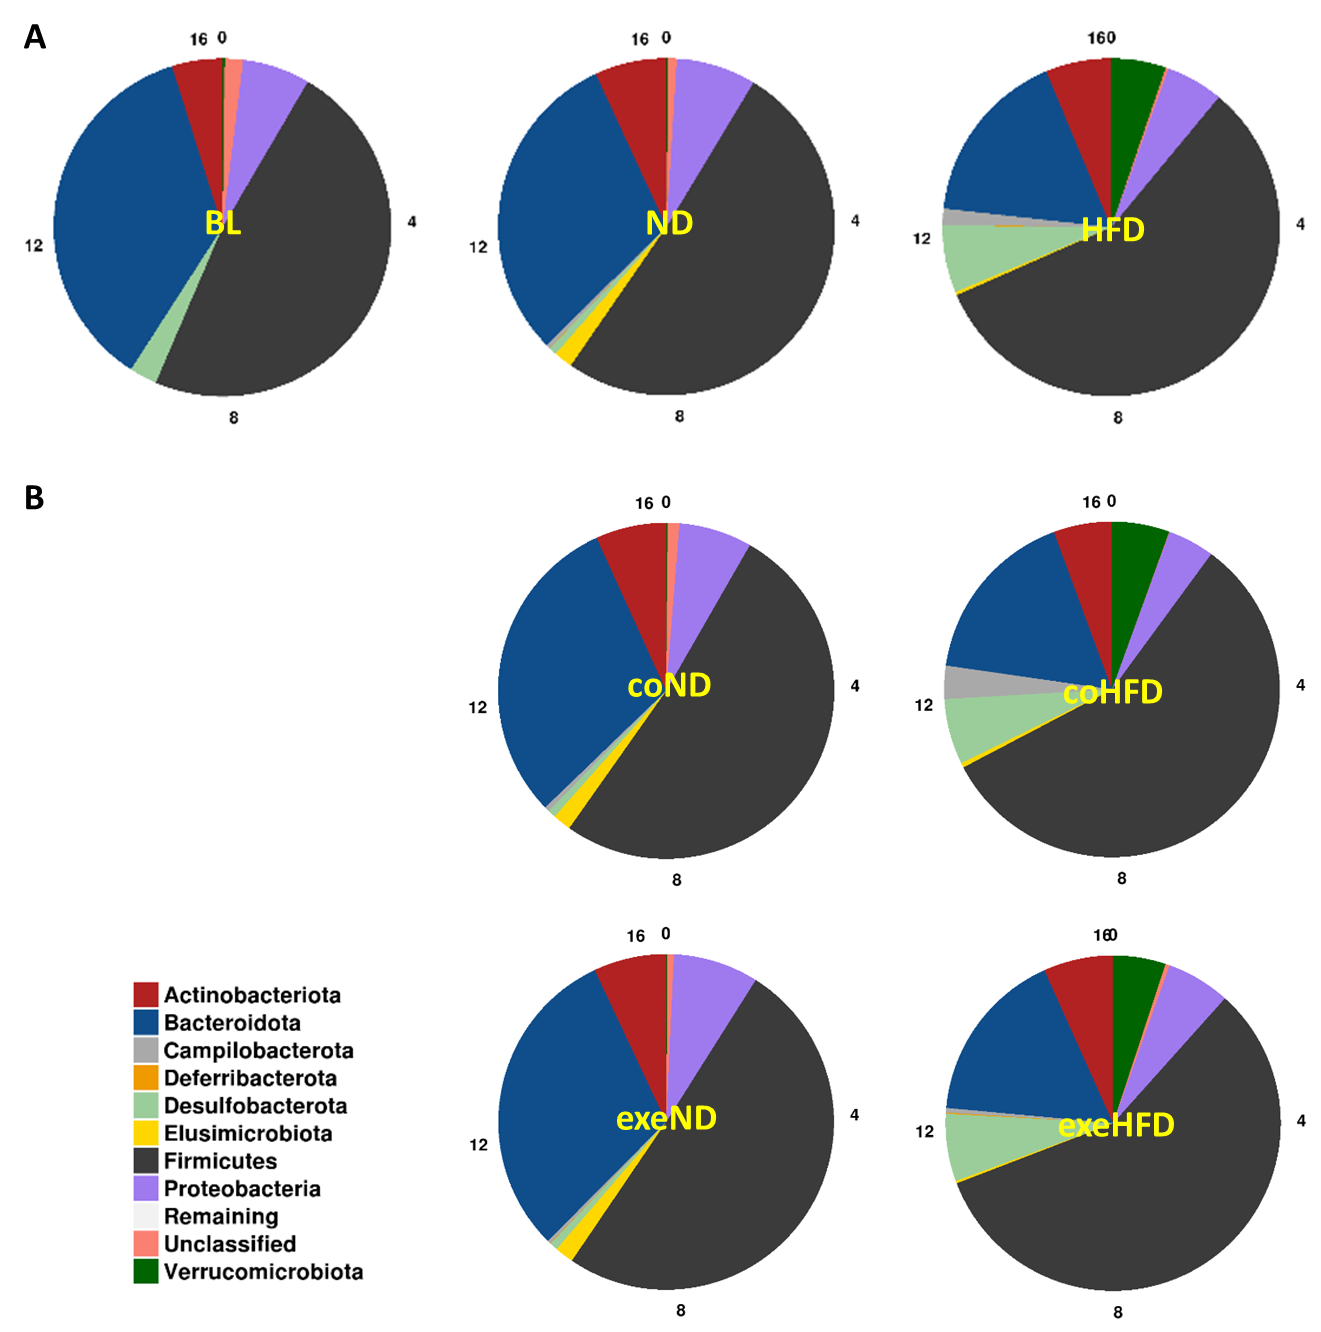 A
16 0
16 0
160
BL
ND
HFD
4
4
4
12
12
12
8
8
8
B
16 0
16 0
coND
coHFD
4
4
12
12
8
8
16 0
160
exeND
exeHFD
4
4
12
12
8
8
Actinobacteriota
Bacteroidota
Campilobacterota
Deferribacterota
Desulfobacterota
Elusimicrobiota
Firmicutes
Proteobacteria
Remaining
Unclassified
Verrucomicrobiota